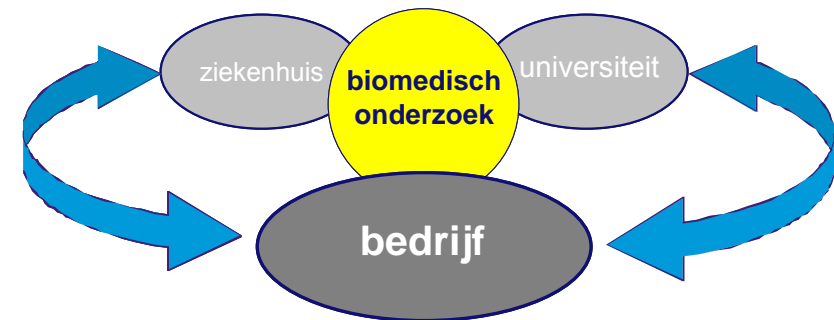 ziekenhuis
biomedisch
onderzoek
universiteit
bedrijf